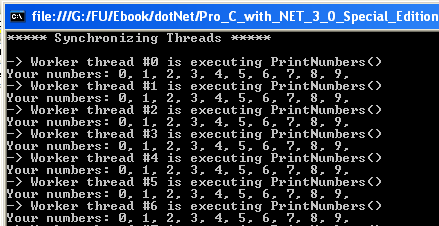 file:///G:/FU/Ebook/dotNet/Pro_C_with_NET_3_0_Special_Edition
***** Synchronizing Threads *****
-> Worker thread #0 is executing PrintNumbers()
Your numbers: 0, 1, 2, 3, 4, 5, 6, 7, 8, 9,
-> Worker thread #1 is executing PrintNumbers()
Your numbers: 0, 1, 2, 3, 4, 5, 6, 7, 8, 9,
-> Worker thread #2 is executing PrintNumbers()
Your numbers: 0, 1, 2, 3, 4, 5, 6, 7, 8, 9,
-> Worker thread #3 is executing PrintNumbers()
Your numbers: 0, 1, 2, 3, 4, 5, 6, 7, 8, 9,
-> Worker thread #4 is executing PrintNumbers()
Your numbers: 0, 1, 2, 3, 4, 5, 6, 7, 8, 9,
-> Worker thread #5 is executing PrintNumbers()
Your numbers: 0, 1, 2, 3, 4, 5, 6, 7, 8, 9,
-> Worker thread #6 is executing PrintNumbers()
Your numbers: 0, 1, 2, 3, 4, 5, 6, 7, 8, 9,